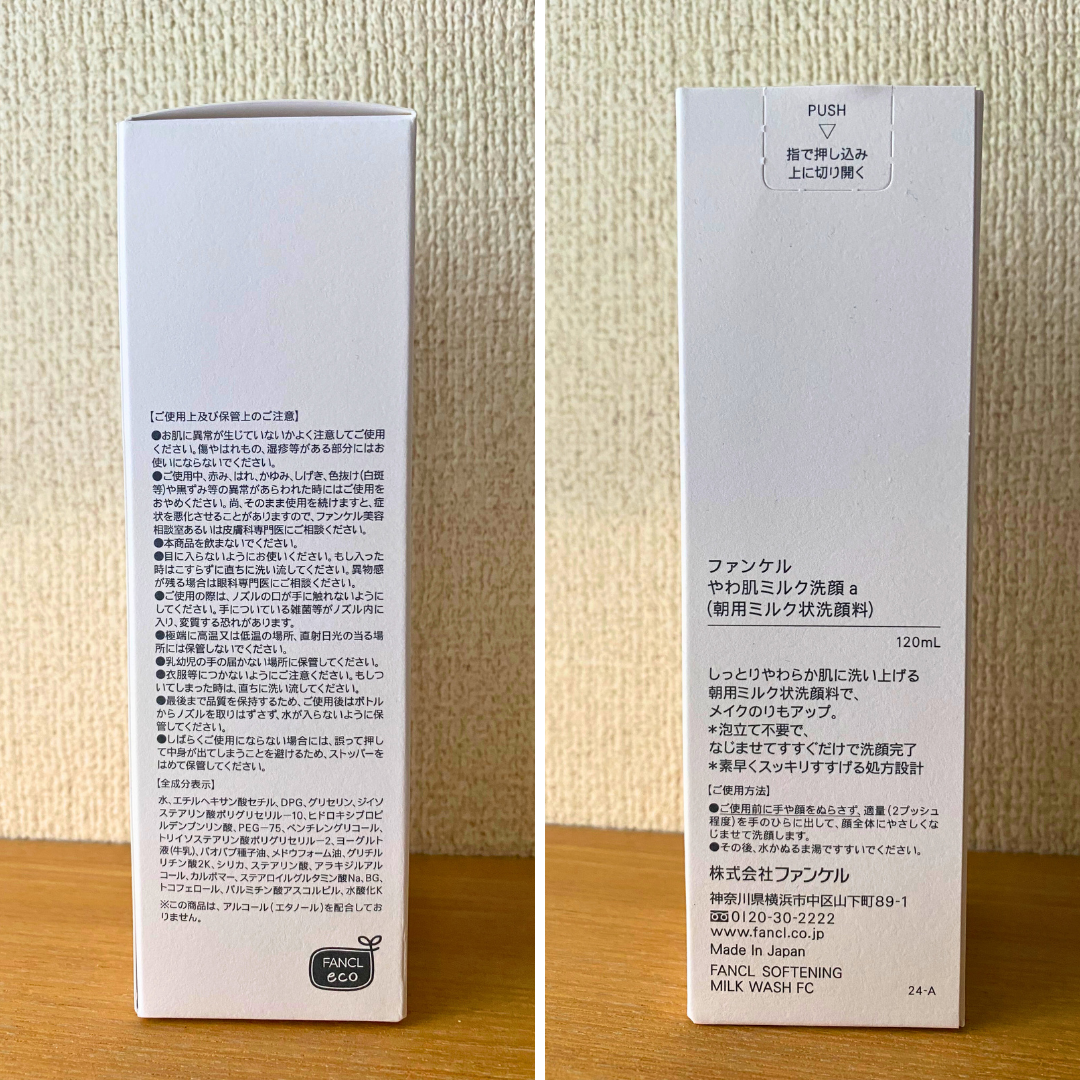 【ご使用上及び保管上のご注意】
●お肌に異常が生じていないかよく注意してご使用
ください。傷やはれもの、湿疹等がある部分にはお
使いにならないでください。
●ご使用中、赤み、はれ、かゆみ、しげき、色抜け(白斑
等)や黒ずみ等の異常があらわれた時にはご使用を
おやめください。尚、そのまま使用を続けますと、症
状を悪化させることがありますので、ファンケル美容
相談室あるいは皮膚科専門医にご相談ください。
●本商品を飲まないでください。
●目に入らないようにお使いください。もし入った
時はこすらずに直ちに洗い流してください。異物感
が残る場合は眼科専門医にご相談ください。
●ご使用の際は、ノズルの口が手に触れないように
してください。手についている雑菌等がノズル内に
入り、変質する恐れがあります。
●極端に高温又は低温の場所、直射日光の当る場
所には保管しないでください。
●乳幼児の手の届かない場所に保管してください。
●衣服等につかないようにご注意ください。もしつ
いてしまった時は、直ちに洗い流してください。
●最後まで品質を保持するため、ご使用後はボトル
からノズルを取りはずさず、水が入らないように保
管してください。
●しばらくご使用にならない場合には、誤って押し
て中身が出てしまうことを避けるため、ストッパーを
はめて保管してください。
【全成分表示】
水、エチルヘキサン酸セチル、DPG、グリセリン、ジイソ
ステアリン酸ポリグリセリル－10、ヒドロキシプロピ
ルデンプンリン酸、PEG－75、ペンチレングリコール、
トリイソステアリン酸ポリグリセリル－2、ヨーグルト
液(牛乳)、バオバブ種子油、メドウフォーム油、グリチル
リチン酸2K、シリカ、ステアリン酸、アラキジルアル
コール、カルボマー、ステアロイルグルタミン酸Na、BG、
トコフェロール、パルミチン酸アスコルビル、水酸化K
※この商品は、アルコール(エタノール)を配合してお
りません。
FANCL
eco
PUSH
▽
指で押し込み
上に切り開く
ファンケル
やわ肌ミルク洗顔 a
(朝用ミルク状洗顔料)
120mL
しっとりやわらか肌に洗い上げる
朝用ミルク状洗顔料で、
メイクのりもアップ。
*泡立て不要で、
なじませてすすぐだけで洗顔完了
*素早くスッキリすすげる処方設計
【ご使用方法】
●ご使用前に手や顔をぬらさず、適量(2プッシュ
程度)を手のひらに出して、顔全体にやさしくな
じませて洗顔します。
●その後、水かぬるま湯ですすいでください。
株式会社ファンケル
神奈川県横浜市中区山下町89-1
0120-30-2222
www.fancl.co.jp
Made In Japan
FANCL SOFTENING
MILK WASH FC
24-A